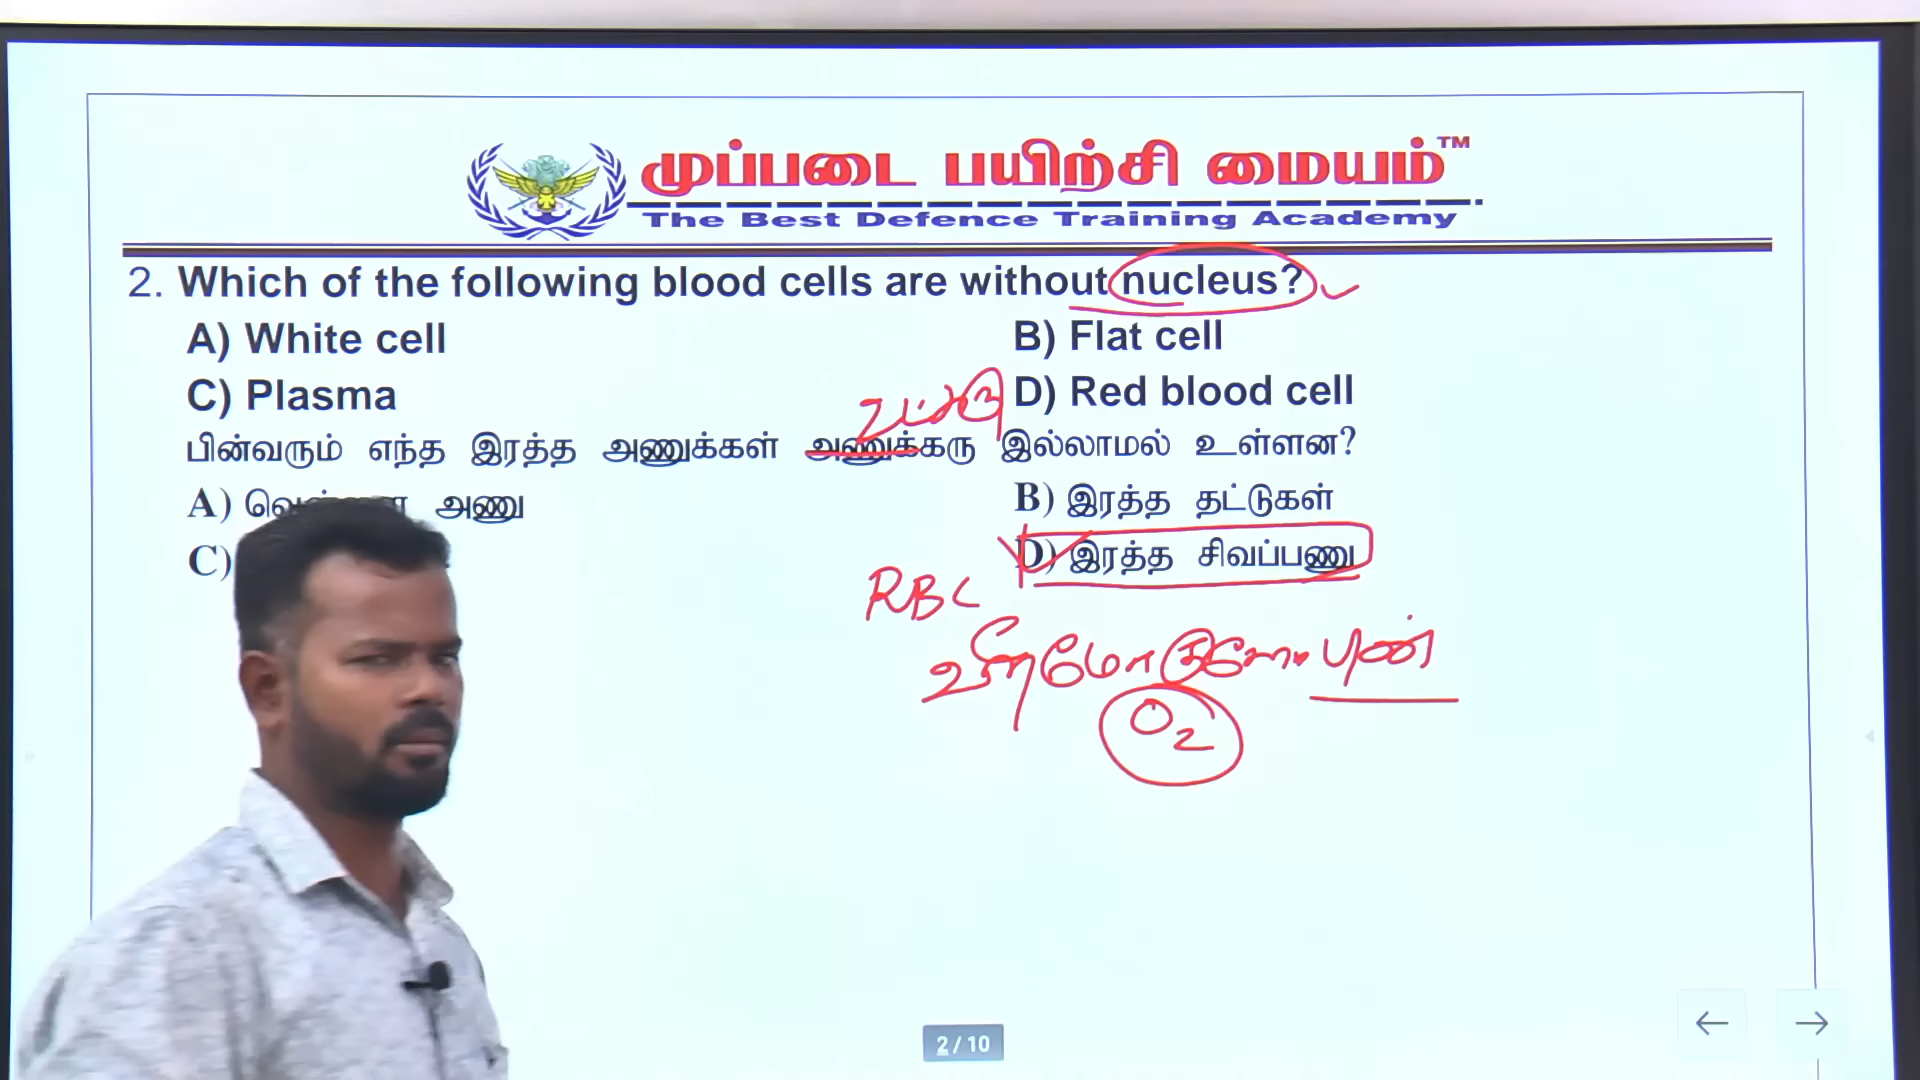 முப்படை பயிற்சி மையம்™
The Best Defence Training Academy
2. Which of the following blood cells are without nucleus?
A) White cell
B) Flat cell
C) Plasma
D) Red blood cell
உட்கரு
பின்வரும் எந்த இரத்த அணுக்கள் அணுக்கரு இல்லாமல் உள்ளன?
A) அணு
B) இரத்த தட்டுகள்
C)
D) இரத்த சிவப்பணு
RBC
O2
2 / 10